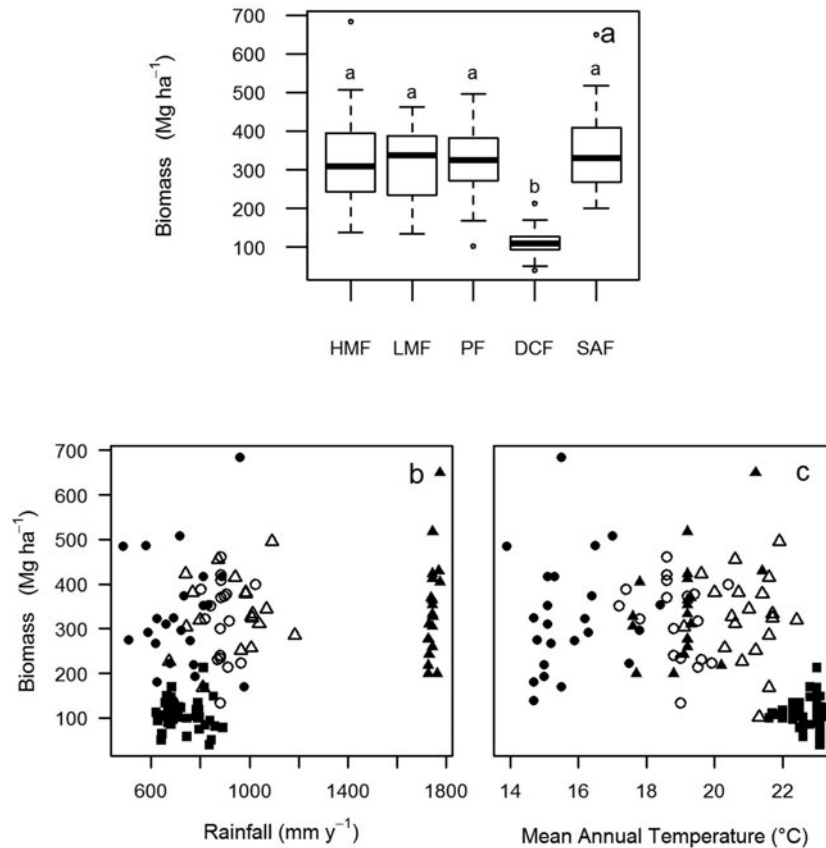 700
a
600
a
a
a
a
500
400
300
b
200
100
Biomass (Mg ha⁻¹)
HMF LMF PF DCF SAF
700
b
c
600
500
400
300
200
100
Biomass (Mg ha⁻¹)
600 1000 1400 1800
14 16 18 20 22
Rainfall (mm y⁻¹)
Mean Annual Temperature (°C)